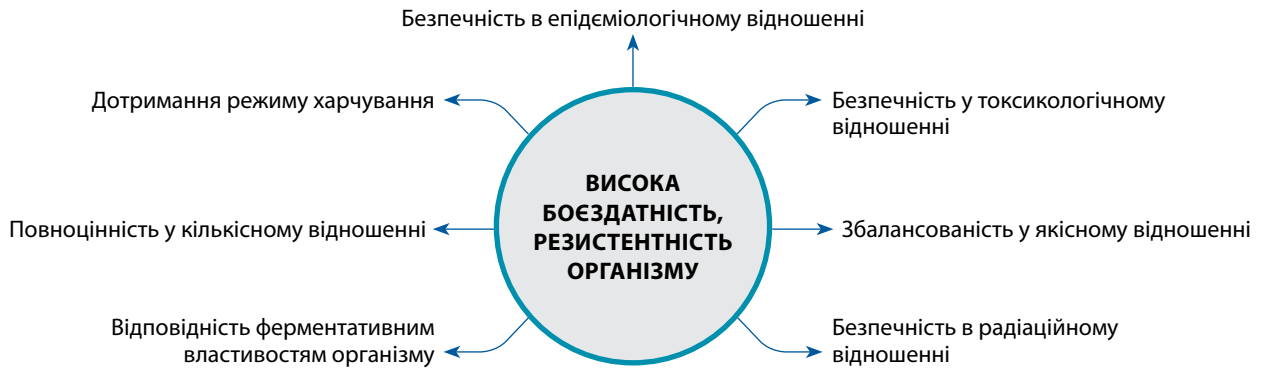 Безпечність в епідєміологічному відношенні
Дотримання режиму харчування
Безпечність у токсикологічному
відношенні
ВИСОКА
БОЄЗДАТНІСТЬ,
РЕЗИСТЕНТНІСТЬ
ОРГАНІЗМУ
Повноцінність у кількісному відношенні
Збалансованість у якісному відношенні
Відповідність ферментативним
властивостям організму
Безпечність в радіаційному
відношенні